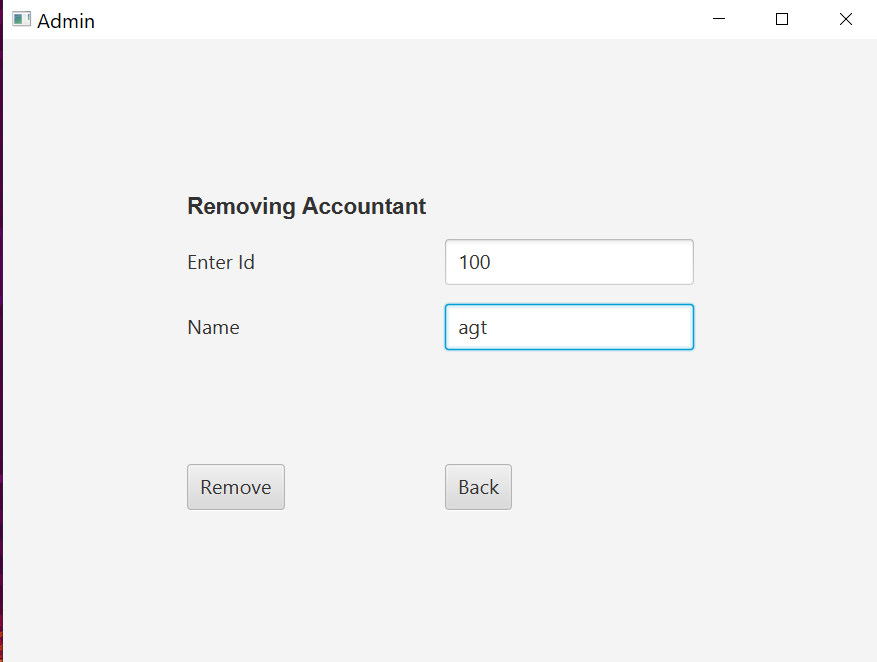 Admin
Removing Accountant
Enter Id 100
Name agt
Remove Back